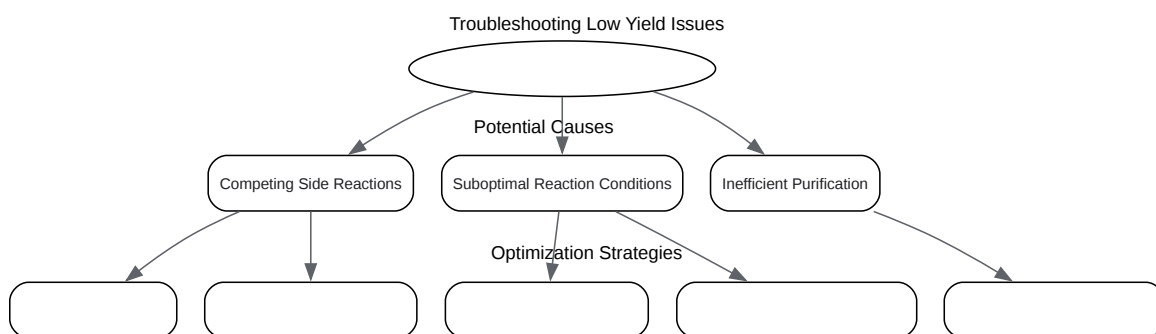 Troubleshooting Low Yield Issues
Potential Causes
Competing Side Reactions
Suboptimal Reaction Conditions
Inefficient Purification
Optimization Strategies